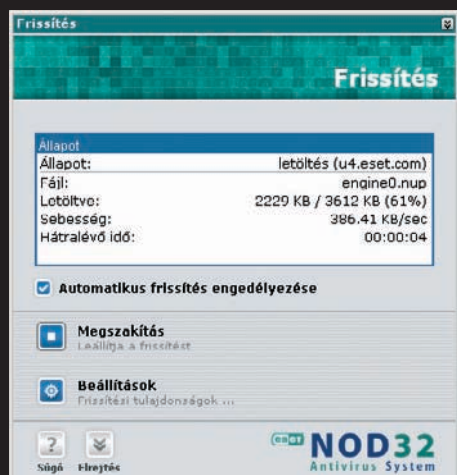 Frissítés
Frissítés
Állapot
Állapot: letöltés (u4.eset.com)
Fájl: engine0.nup
Letöltve: 2229 KB / 3612 KB (61%)
Sebesség: 386.41 KB/sec
Hátralévő idő: 00:00:04
Automatikus frissítés engedélyezése
Megszakítás
Leállítja a frissítést
Beállítások
Frissítési tulajdonságok ...
? 
Súgó Elrejtés
eset NOD32
Antivirus System